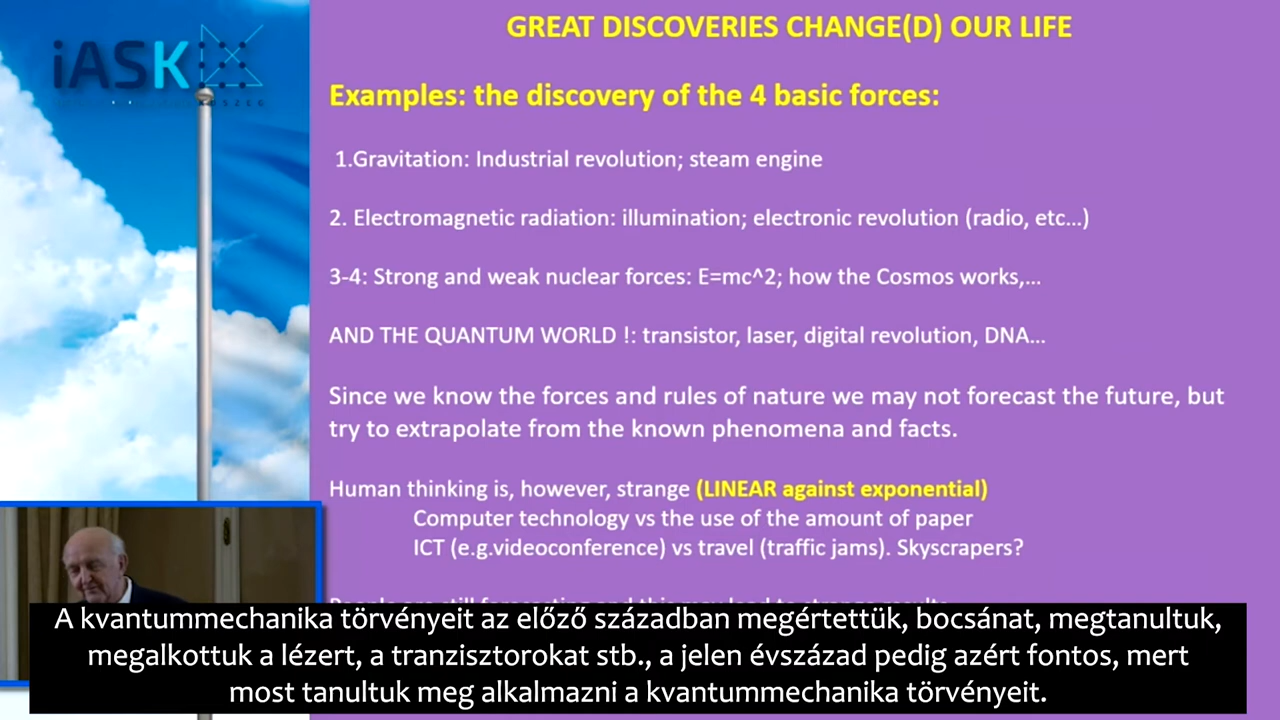 iASK
GREAT DISCOVERIES CHANGE(D) OUR LIFE
Examples: the discovery of the 4 basic forces:
1.Gravitation: Industrial revolution; steam engine
2. Electromagnetic radiation: illumination; electronic revolution (radio, etc…)
3-4: Strong and weak nuclear forces: E=mc^2; how the Cosmos works,…
AND THE QUANTUM WORLD !: transistor, laser, digital revolution, DNA…
Since we know the forces and rules of nature we may not forecast the future, but
try to extrapolate from the known phenomena and facts.
Human thinking is, however, strange (LINEAR against exponential)
Computer technology vs the use of the amount of paper
ICT (e.g.videoconference) vs travel (traffic jams). Skyscrapers?
A kvantummechanika törvényeit az előző században megértettük, bocsánat, megtanultuk,
megalkottuk a lézert, a tranzisztorokat stb., a jelen évszázad pedig azért fontos, mert
most tanultuk meg alkalmazni a kvantummechanika törvényeit.